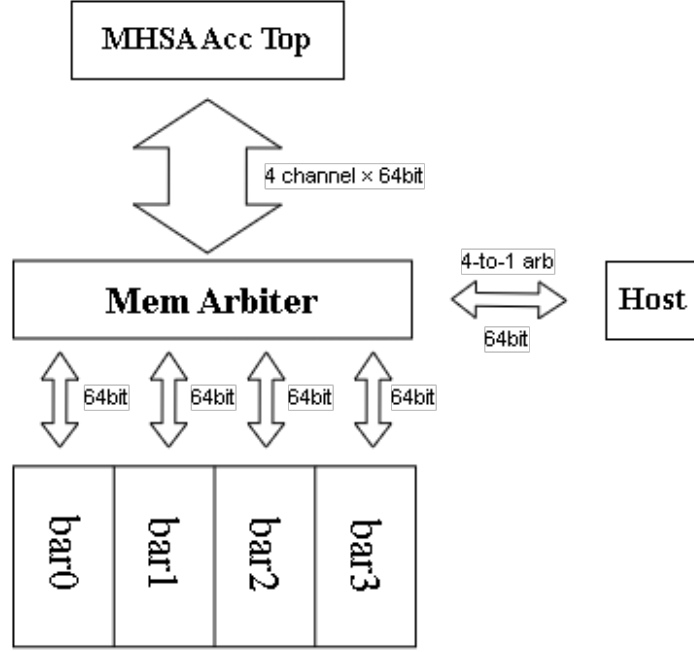 MHSA Acc Top
4 channel × 64bit
4-to-1 arb
Mem Arbiter
Host
64bit
64bit
64bit
64bit
64bit
bar0
bar1
bar2
bar3